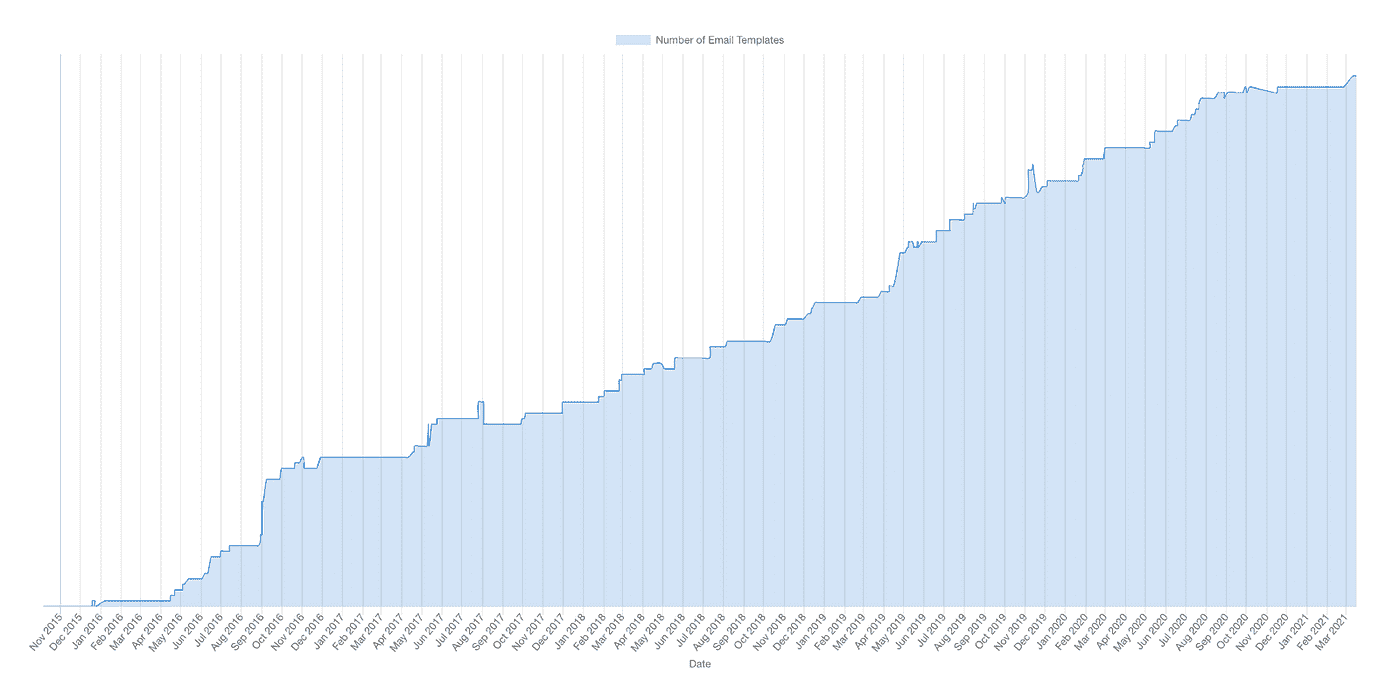 Number of Email Templates
Nov 2015
Dec 2015
Jan 2016
Feb 2016
Mar 2016
Apr 2016
May 2016
Jun 2016
Jul 2016
Aug 2016
Sep 2016
Oct 2016
Nov 2016
Dec 2016
Jan 2017
Feb 2017
Mar 2017
Apr 2017
May 2017
Jun 2017
Jul 2017
Aug 2017
Sep 2017
Oct 2017
Nov 2017
Dec 2017
Jan 2018
Feb 2018
Mar 2018
Apr 2018
May 2018
Jun 2018
Jul 2018
Aug 2018
Sep 2018
Oct 2018
Nov 2018
Dec 2018
Jan 2019
Feb 2019
Mar 2019
Apr 2019
May 2019
Jun 2019
Jul 2019
Aug 2019
Sep 2019
Oct 2019
Nov 2019
Dec 2019
Jan 2020
Feb 2020
Mar 2020
Apr 2020
May 2020
Jun 2020
Jul 2020
Aug 2020
Sep 2020
Oct 2020
Nov 2020
Dec 2020
Jan 2021
Feb 2021
Mar 2021
Date